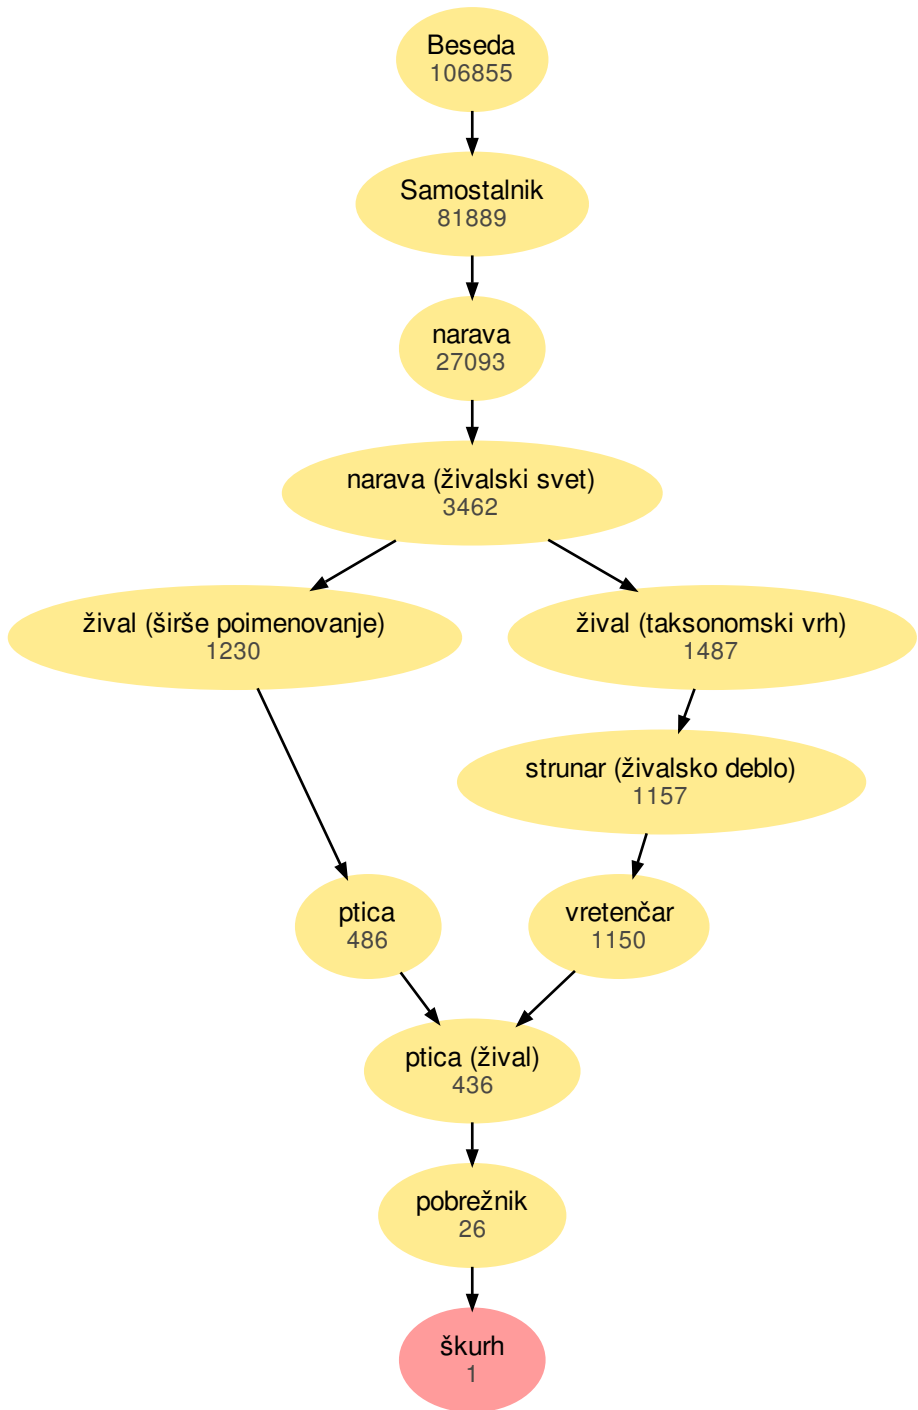 Beseda
106855
Samostalnik
81889
narava
27093
narava (živalski svet)
3462
žival (širše poimenovanje)
1230
žival (taksonomski vrh)
1487
strunar (živalsko deblo)
1157
ptica
486
vretenčar
1150
ptica (žival)
436
pobrežnik
26
škurh
1